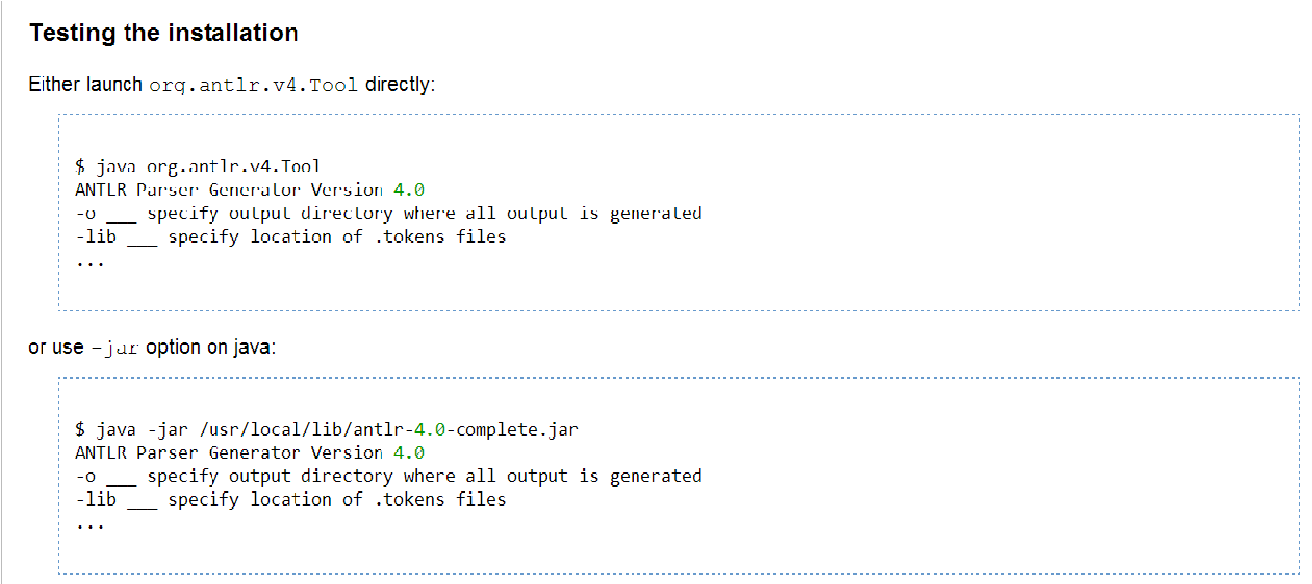 Testing the installation
Either launch org.antlr.v4.Tool directly:
$ java org.antlr.v4.Tool
ANTLR Parser Generator Version 4.0
-o ___ specify output directory where all output is generated
-lib ___ specify location of .tokens files
...
or use -jar option on java:
$ java -jar /usr/local/lib/antlr-4.0-complete.jar
ANTLR Parser Generator Version 4.0
-o ___ specify output directory where all output is generated
-lib ___ specify location of .tokens files
...